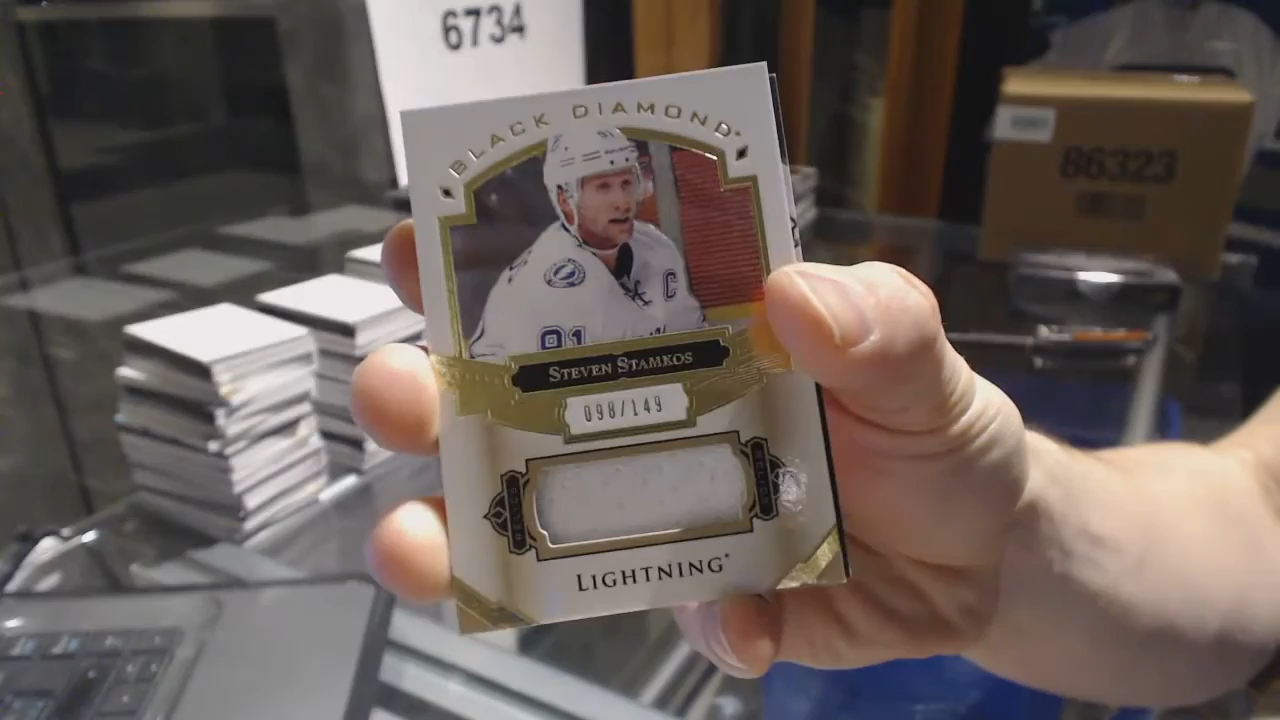 6734
BLACK DIAMOND
C
91
STEVEN STAMKOS
098/149
LIGHTNING
86323